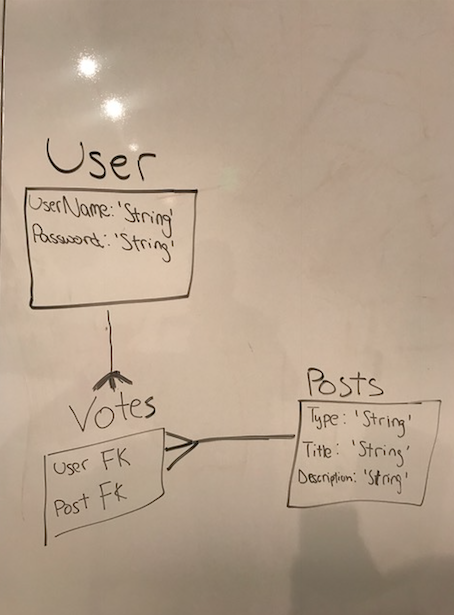 User
UserName: 'String'
Password: 'String'
Votes
User FK
Post FK
Posts
Type: 'String'
Title: 'String'
Description: 'String'